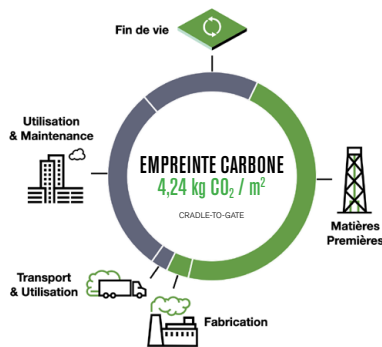 Fin de vie
Utilisation
& Maintenance
EMPREINTE CARBONE
4,24 kg CO₂ / m²
CRADLE-TO-GATE
Matières
Premières
Transport
& Utilisation
Fabrication